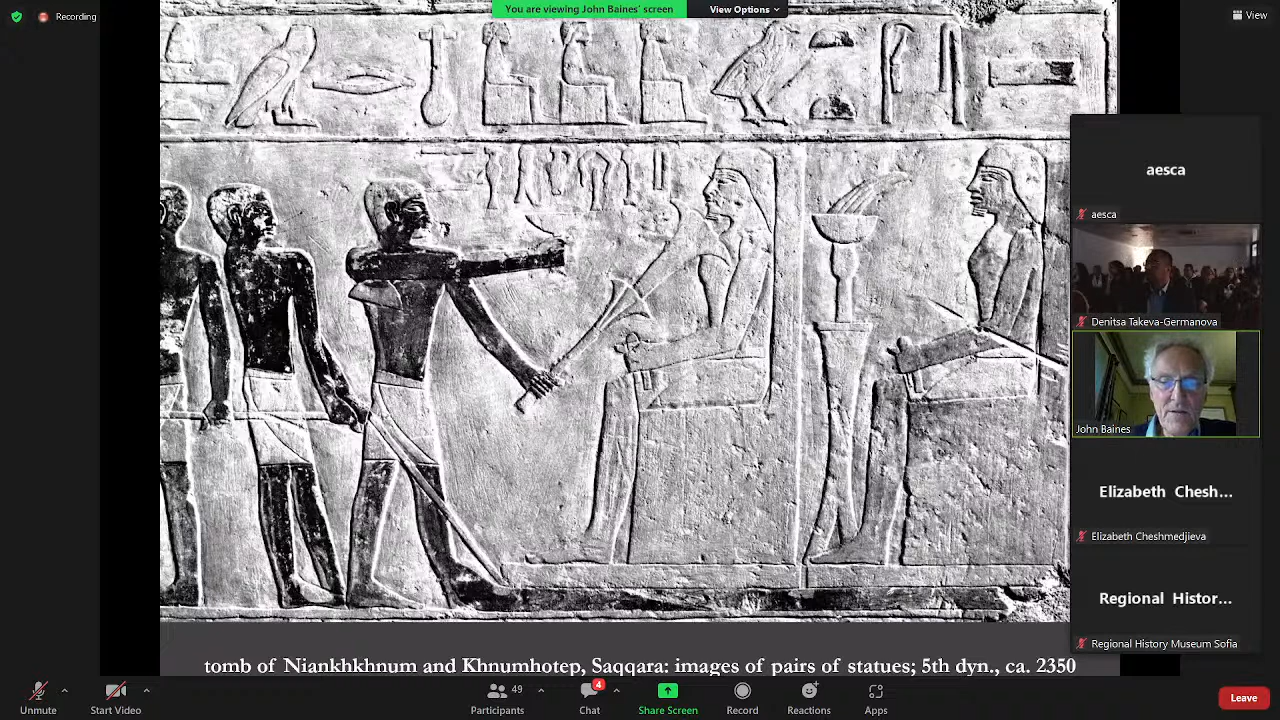 You are viewing John Baines' screen
View Options
Recording
View
aesca
aesca
Denitsa Takeva-Germanova
John Baines
Elizabeth Chesh...
Elizabeth Cheshmedjieva
Regional Histor...
Regional History Museum Sofia
tomb of Niankhkhnum and Khnumhotep, Saqqara: images of pairs of statues; 5th dyn., ca. 2350
Unmute
Start Video
49
Participants
4
Chat
Share Screen
Record
Reactions
Apps
Leave